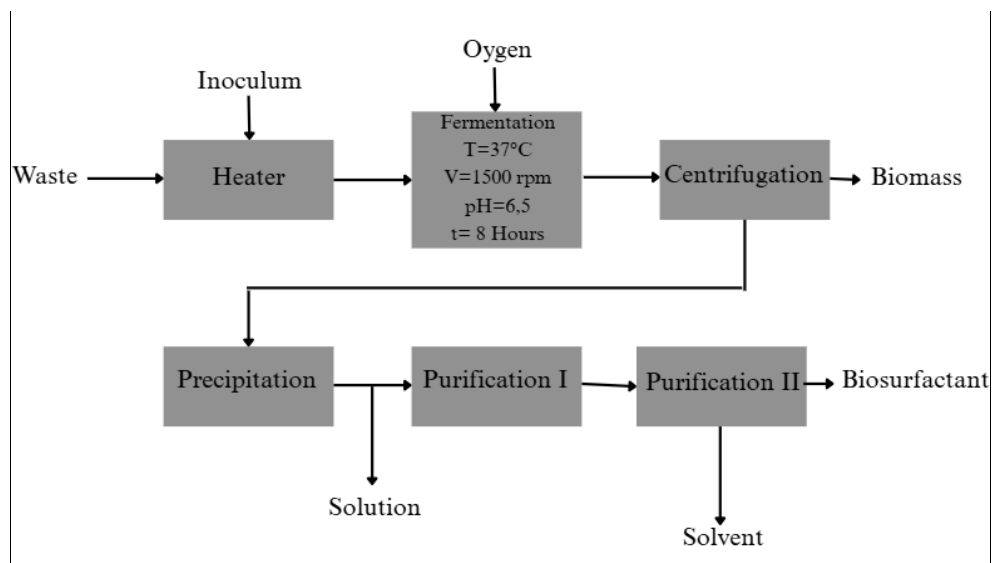 Oygen
Inoculum
Waste
Heater
Fermentation
T=37°C
V=1500 rpm
pH=6,5
t= 8 Hours
Centrifugation
Biomass
Precipitation
Purification I
Purification II
Biosurfactant
Solution
Solvent